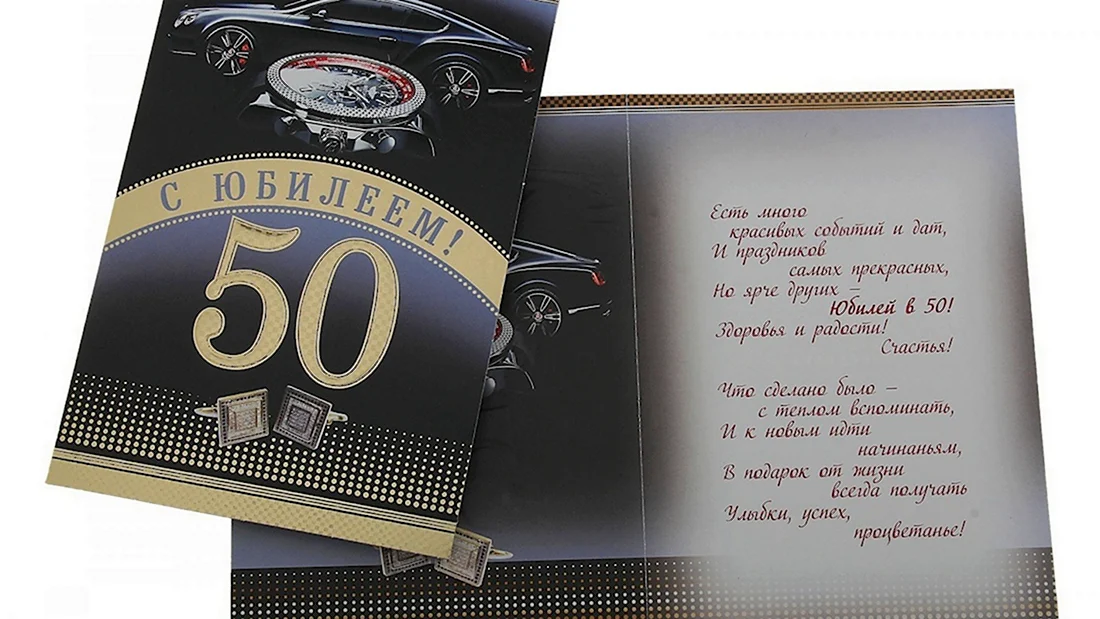 С ЮБИЛЕЕМ!
50
Есть много
красивых событий и дат,
И праздников
самых прекрасных,
Но ярче других –
Юбилей в 50!
Здоровья и радости!
Счастья!
Что сделано было –
с теплом вспоминать,
И к новым идти
начинаньям,
В подарок от жизни
всегда получать
Улыбки, успех,
процветанье!